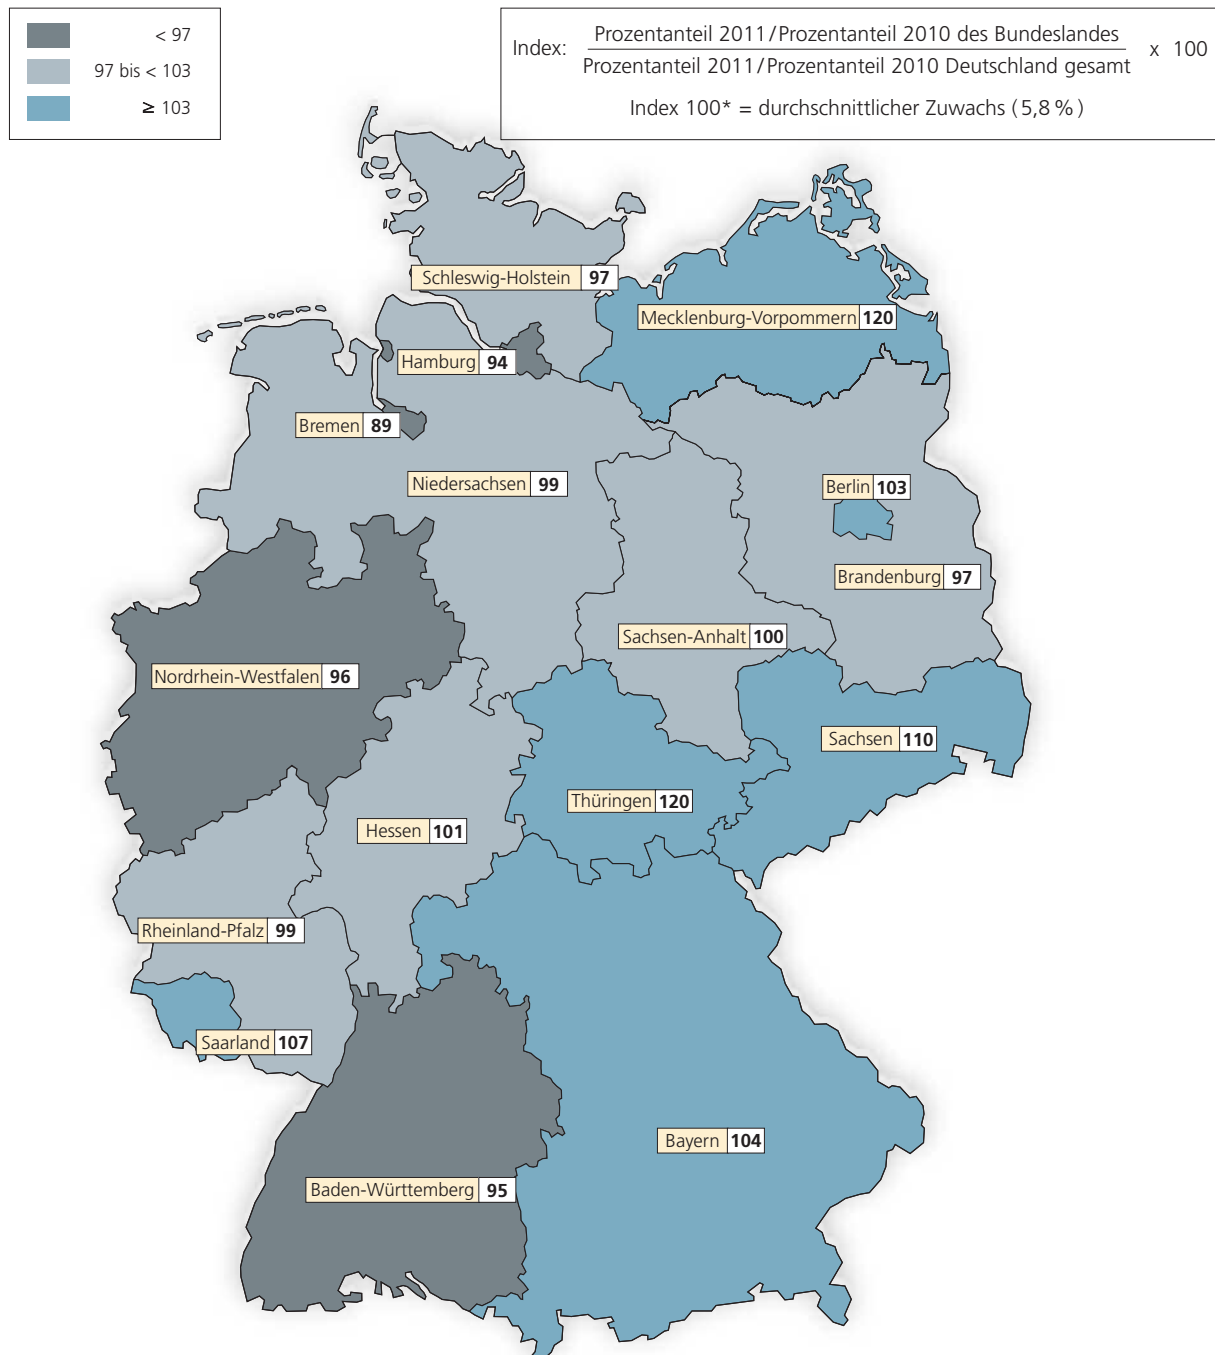 < 97
97 bis < 103
≥ 103
Index: Prozentanteil 2011/Prozentanteil 2010 des Bundeslandes x 100
Prozentanteil 2011/Prozentanteil 2010 Deutschland gesamt
Index 100* = durchschnittlicher Zuwachs (5,8 %)
Schleswig-Holstein 97
Mecklenburg-Vorpommern 120
Hamburg 94
Bremen 89
Niedersachsen 99
Berlin 103
Brandenburg 97
Sachsen-Anhalt 100
Nordrhein-Westfalen 96
Sachsen 110
Thüringen 120
Hessen 101
Rheinland-Pfalz 99
Saarland 107
Bayern 104
Baden-Württemberg 95